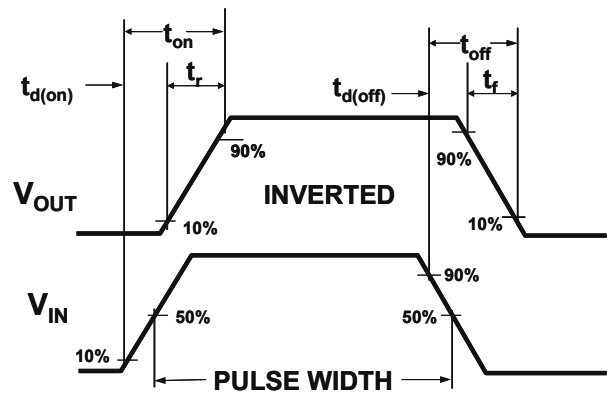 t_on t_off
t_d(on) t_r t_d(off) t_f
90% 90%
V_OUT INVERTED
10% 10%
90%
V_IN 50% 50%
10%
PULSE WIDTH